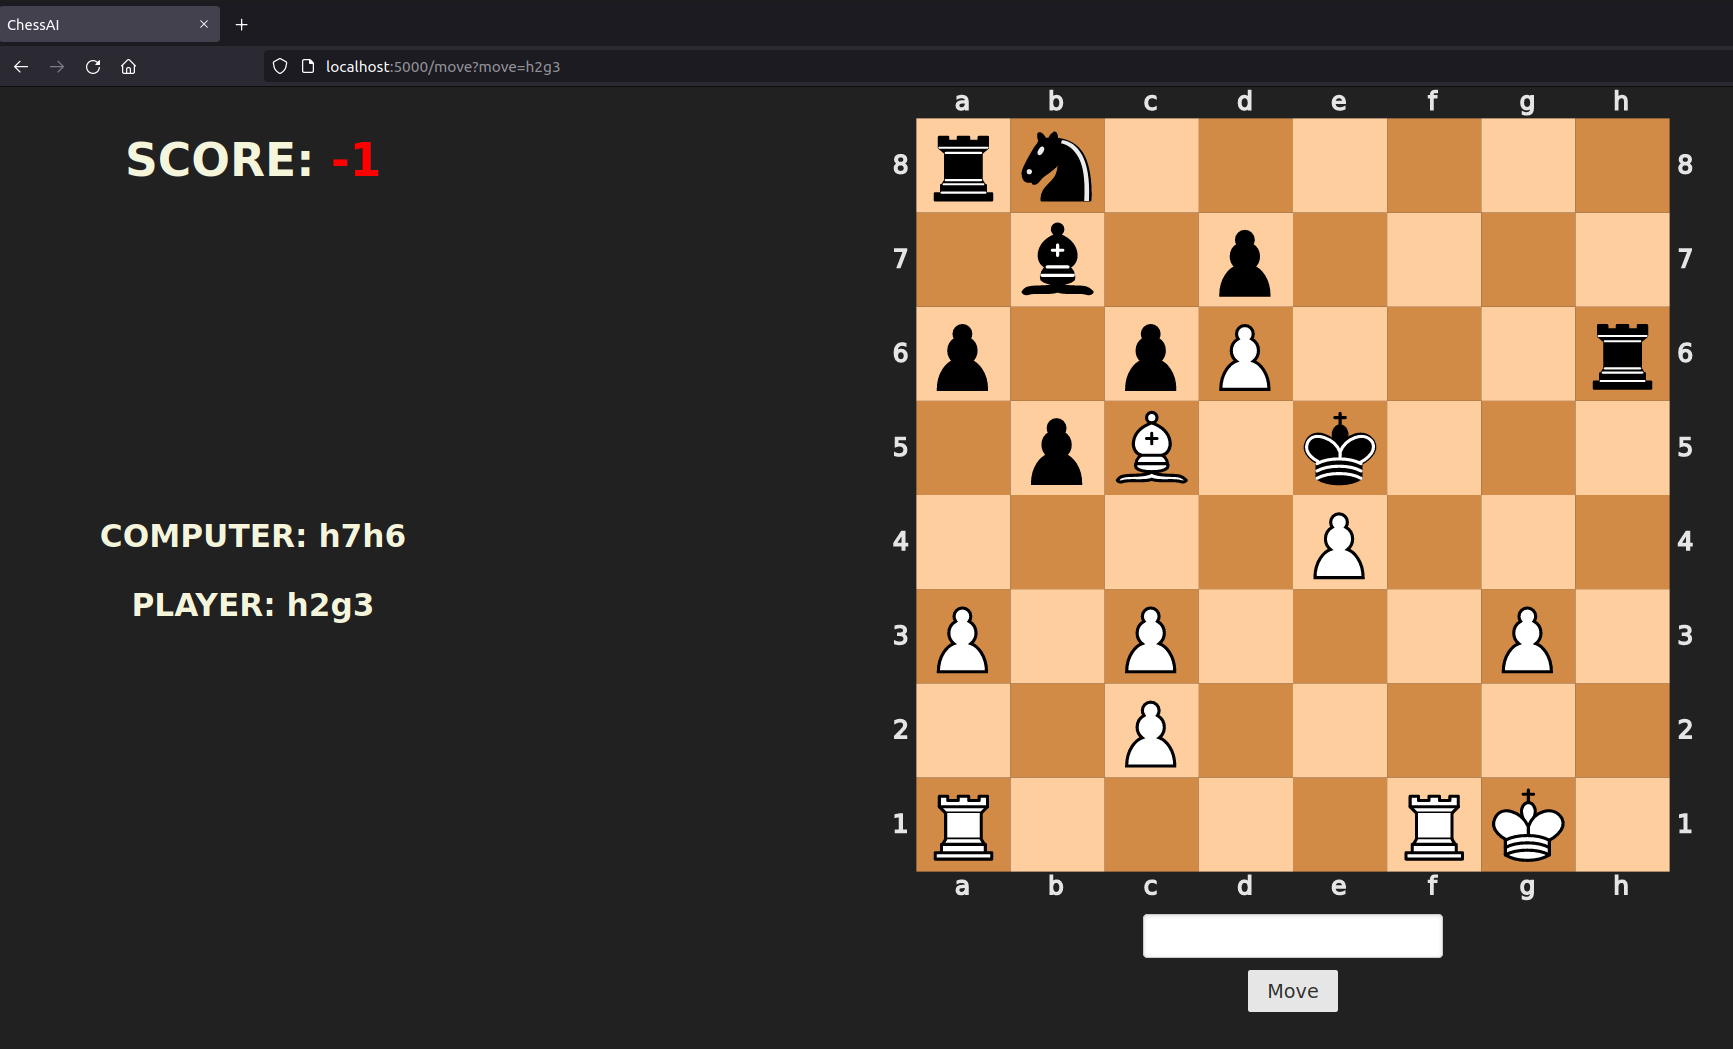 ChessAI
localhost:5000/move?move=h2g3
SCORE: -1
COMPUTER: h7h6
PLAYER: h2g3
a b c d e f g h
8 8
7 7
6 6
5 5
4 4
3 3
2 2
1 1
a b c d e f g h
Move